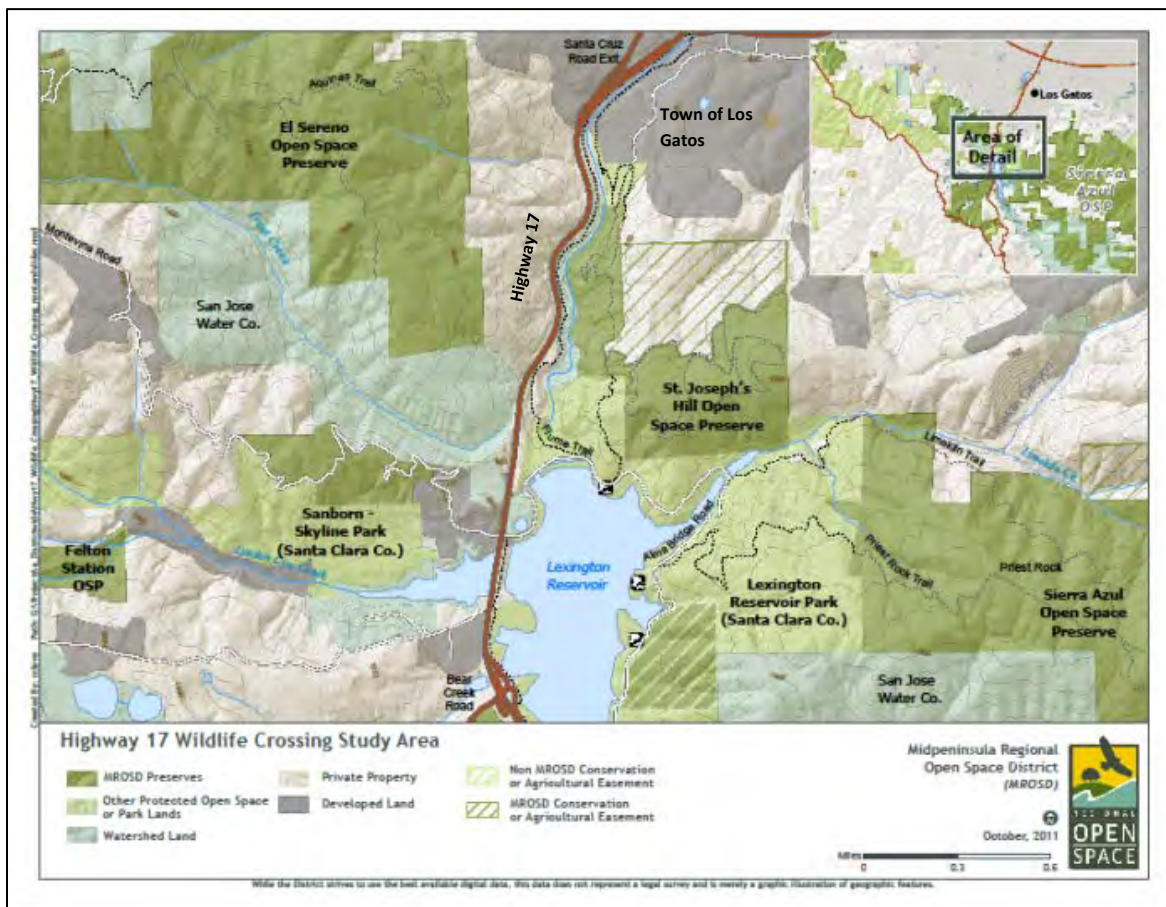 Santa Cruz
Road Exit
Aquinas Trail
El Sereno
Open Space
Preserve
Town of Los
Gatos
Los Gatos
Area of
Detail
Sierra
Azul
OSP
Highway 17
Montevina Road
Trout Creek
San Jose
Water Co.
St. Joseph's
Hill Open
Space Preserve
Flume Trail
Limekiln Trail
Sanborn -
Skyline Park
(Santa Clara Co.)
Felton
Station
OSP
Lexington
Reservoir
Alma Bridge Road
Lexington
Reservoir Park
(Santa Clara Co.)
Priest Rock Trail
Priest Rock
Sierra Azul
Open Space
Preserve
Bear
Creek
Road
San Jose
Water Co.
Highway 17 Wildlife Crossing Study Area
MROSD Preserves
Other Protected Open Space
or Park Lands
Watershed Land
Private Property
Developed Land
Non MROSD Conservation
or Agricultural Easement
MROSD Conservation
or Agricultural Easement
Midpeninsula Regional
Open Space District
(MROSD)
October, 2011
Miles
0 0.3 0.6
REGIONAL
OPEN
SPACE
While the District strives to use the best available digital data, this data does not represent a legal survey and is merely a graphic illustration of geographic features.